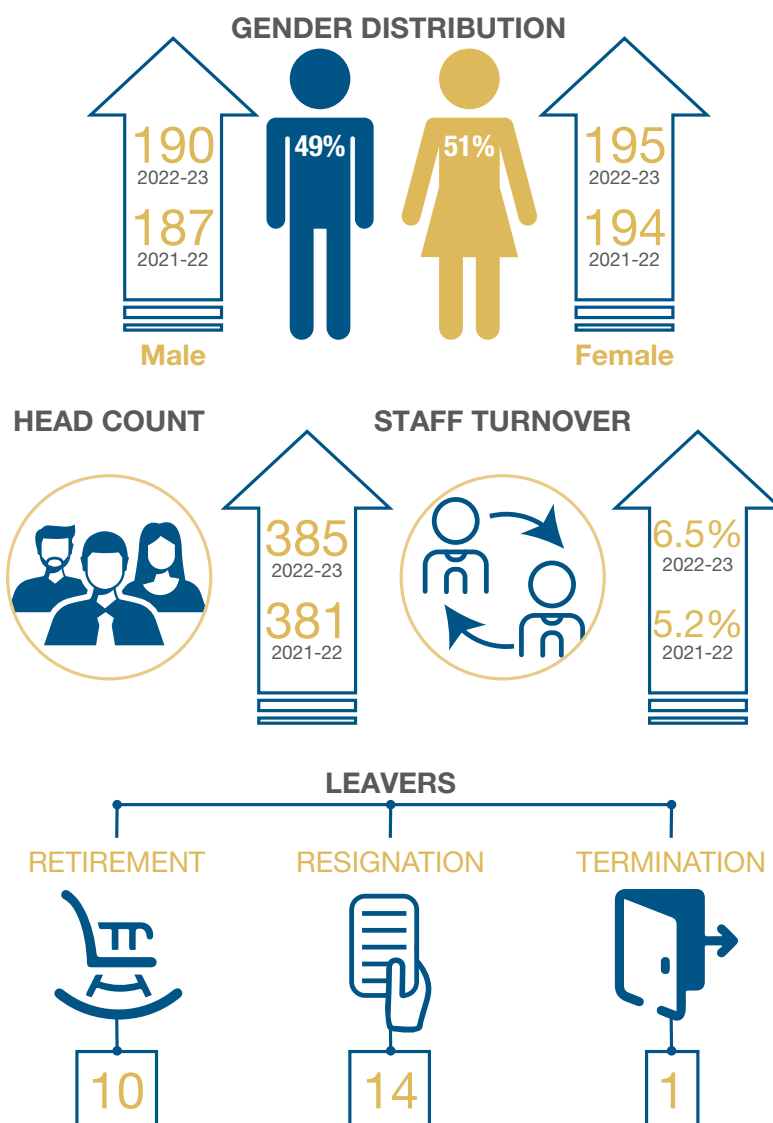 GENDER DISTRIBUTION
190
2022-23
187
2021-22
Male
49%
51%
195
2022-23
194
2021-22
Female
HEAD COUNT
385
2022-23
381
2021-22
STAFF TURNOVER
6.5%
2022-23
5.2%
2021-22
LEAVERS
RETIREMENT
RESIGNATION
TERMINATION
10
14
1